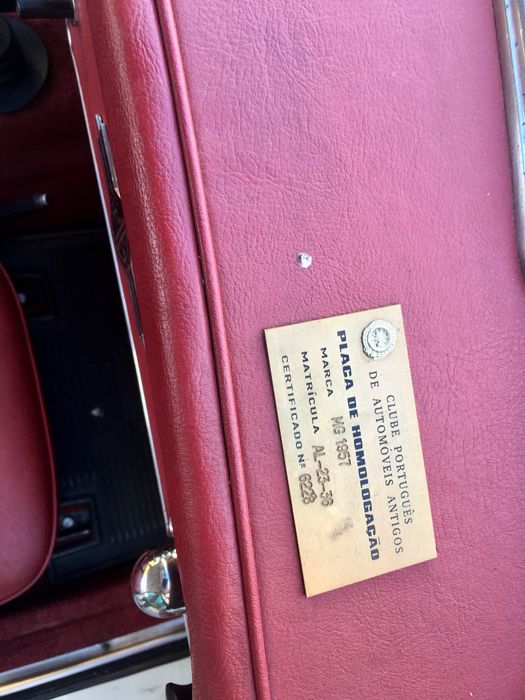 CLUBE PORTUGUÊS
DE AUTOMÓVEIS ANTIGOS
PLACA DE HOMOLOGAÇÃO
MARCA MG 1957
MATRÍCULA AL-23-36
CERTIFICADO Nº 6228